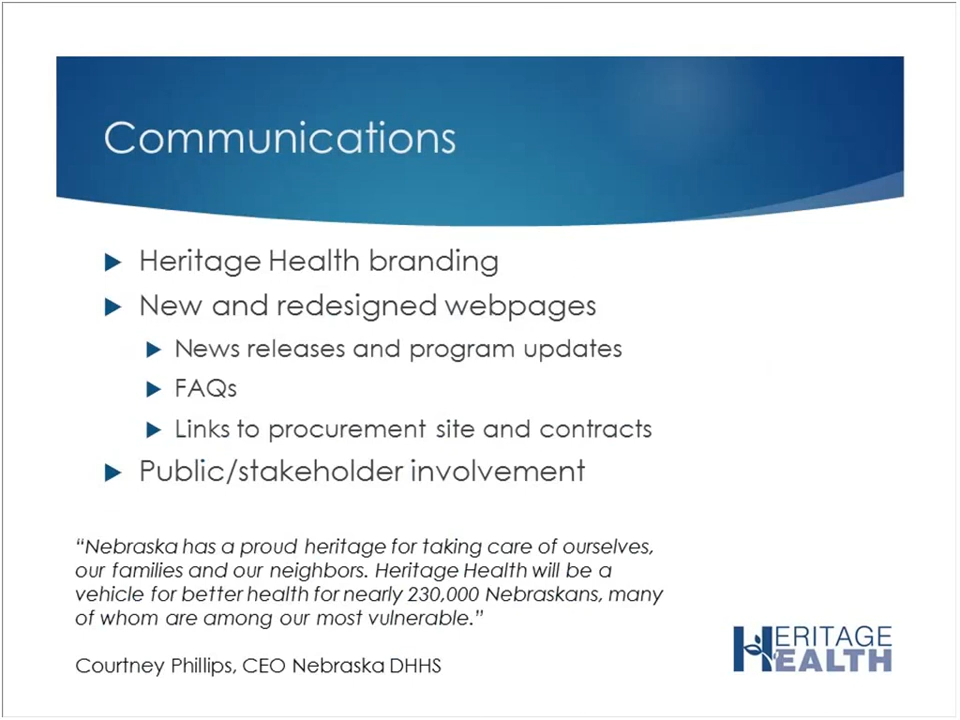 Communications
Heritage Health branding
New and redesigned webpages
News releases and program updates
FAQs
Links to procurement site and contracts
Public/stakeholder involvement
“Nebraska has a proud heritage for taking care of ourselves,
our families and our neighbors. Heritage Health will be a
vehicle for better health for nearly 230,000 Nebraskans, many
of whom are among our most vulnerable.”
Courtney Phillips, CEO Nebraska DHHS
HERITAGE
HEALTH